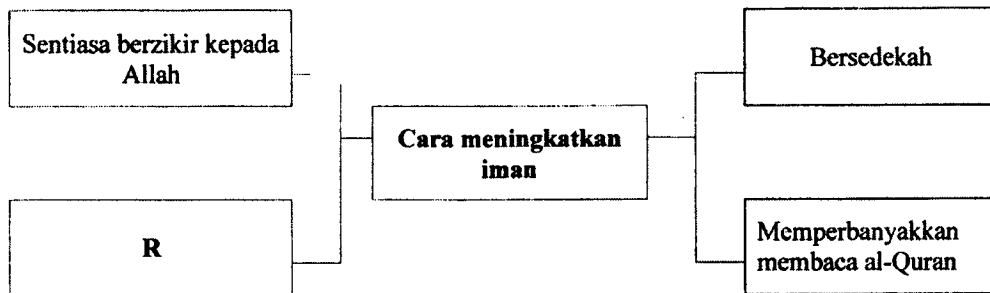 Sentiasa berzikir kepada
Allah
Bersedekah
Cara meningkatkan
iman
R
Memperbanyakkan
membaca al-Quran